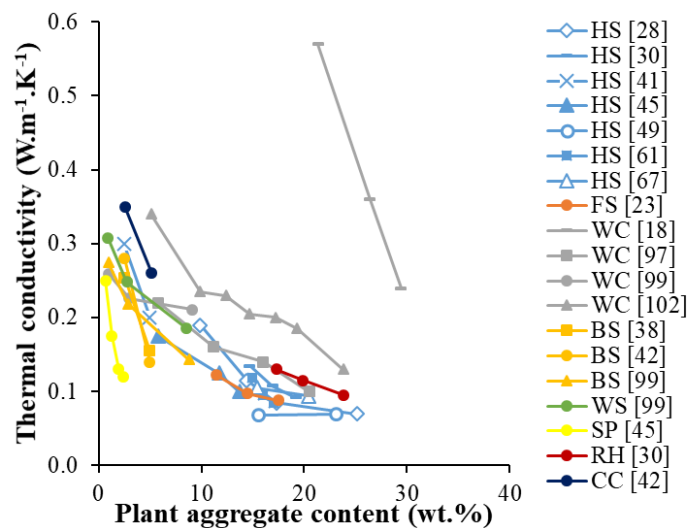 Thermal conductivity (W.m⁻¹.K⁻¹)
0.6
0.5
0.4
0.3
0.2
0.1
0.0
0
10
20
30
40
Plant aggregate content (wt.%)
HS [28]
HS [30]
HS [41]
HS [45]
HS [49]
HS [61]
HS [67]
FS [23]
WC [18]
WC [97]
WC [99]
WC [102]
BS [38]
BS [42]
BS [99]
WS [99]
SP [45]
RH [30]
CC [42]